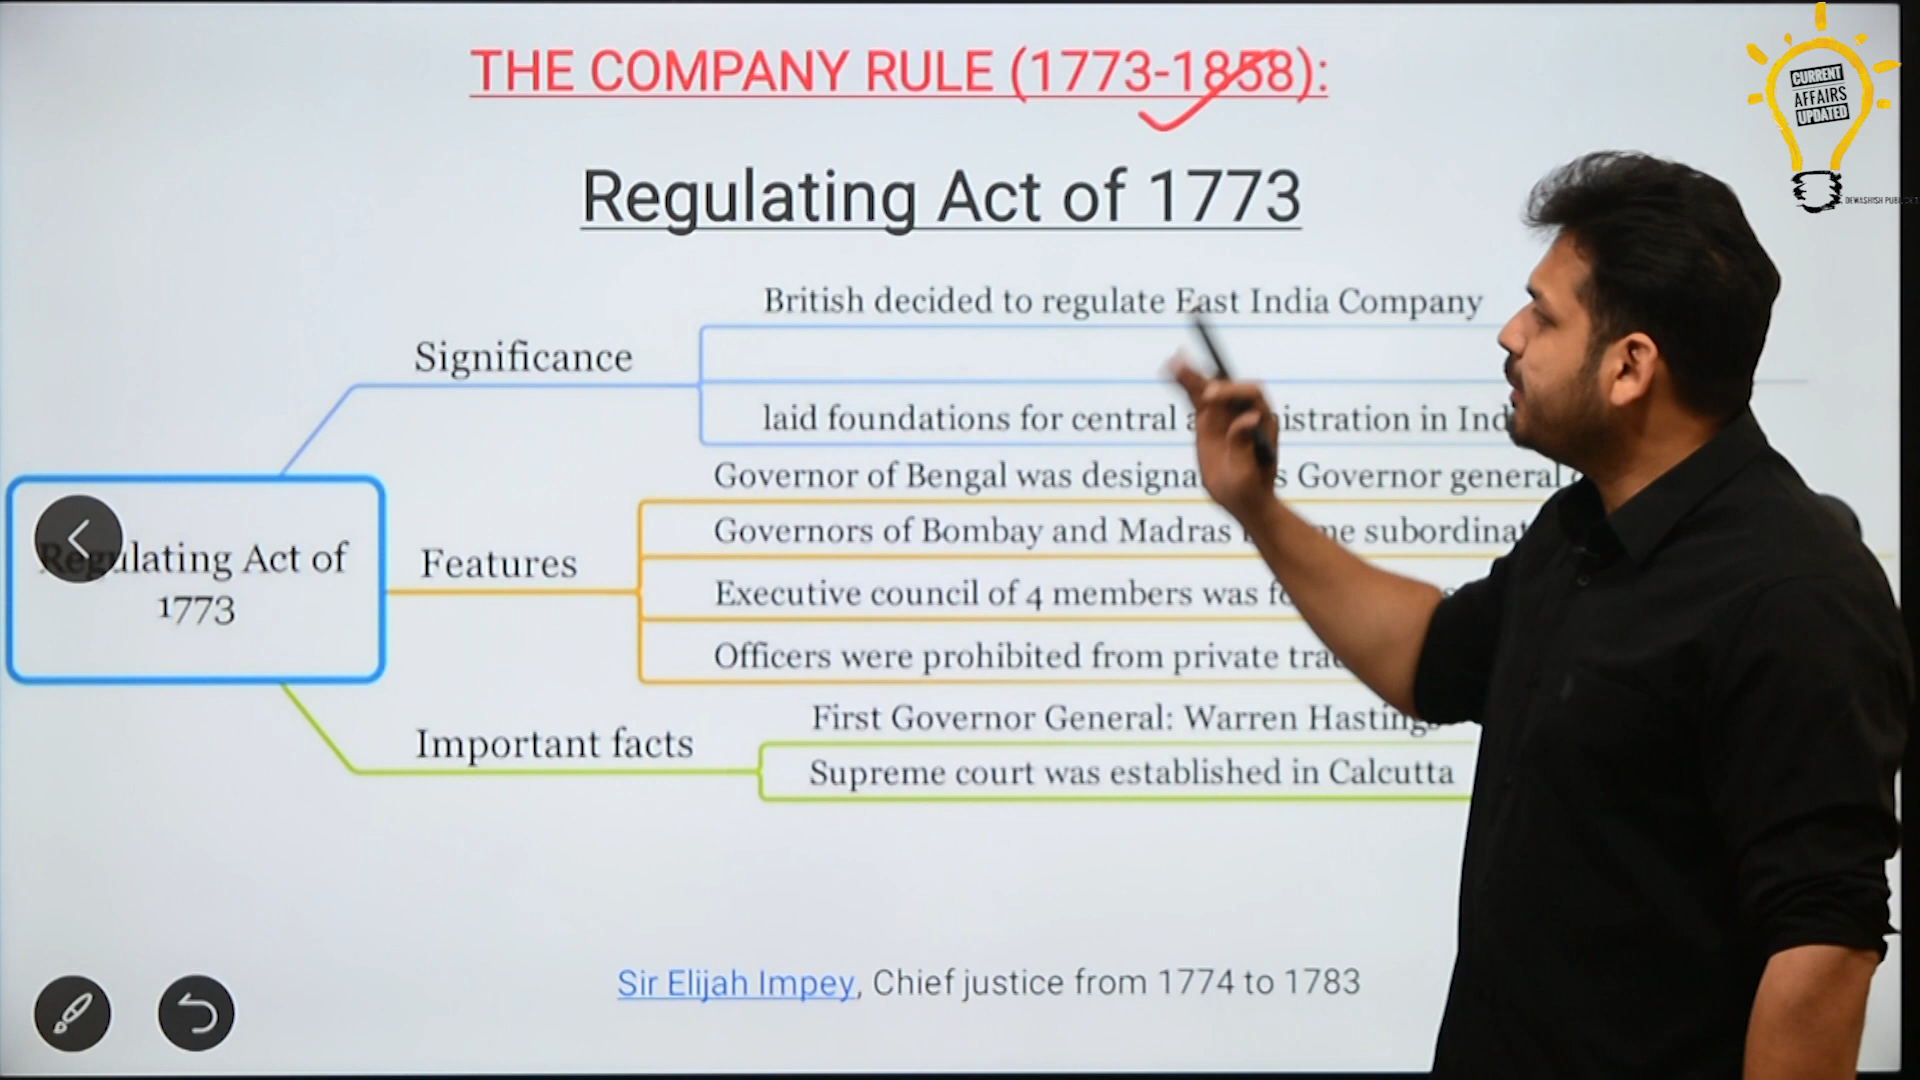 THE COMPANY RULE (1773-1858):
CURRENT
AFFAIRS
UPDATED
Regulating Act of 1773
British decided to regulate East India Company
Significance
laid foundations for central istration in Ind
Governor of Bengal was designa s Governor general
Governors of Bombay and Madras me subordinat
Regulating Act of
1773
Features
Executive council of 4 members was
Officers were prohibited from private tra
First Governor General: Warren Hastings
Important facts
Supreme court was established in Calcutta
Sir Elijah Impey, Chief justice from 1774 to 1783